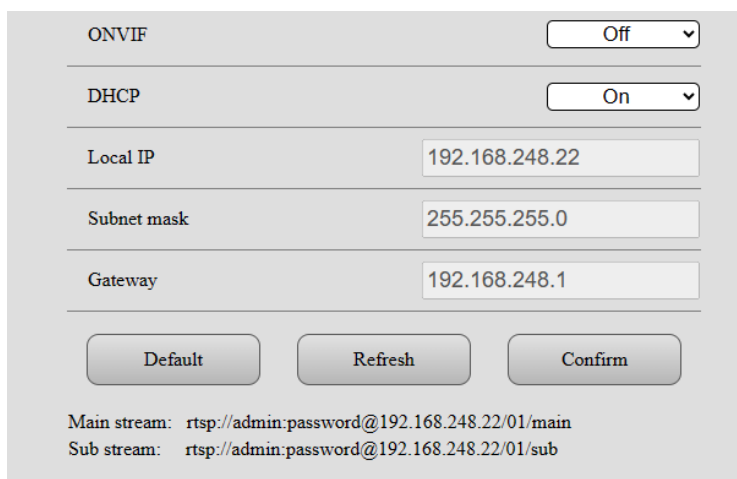 ONVIF Off
DHCP On
Local IP 192.168.248.22
Subnet mask 255.255.255.0
Gateway 192.168.248.1
Default Refresh Confirm
Main stream: rtsp://admin:password@192.168.248.22/01/main
Sub stream: rtsp://admin:password@192.168.248.22/01/sub